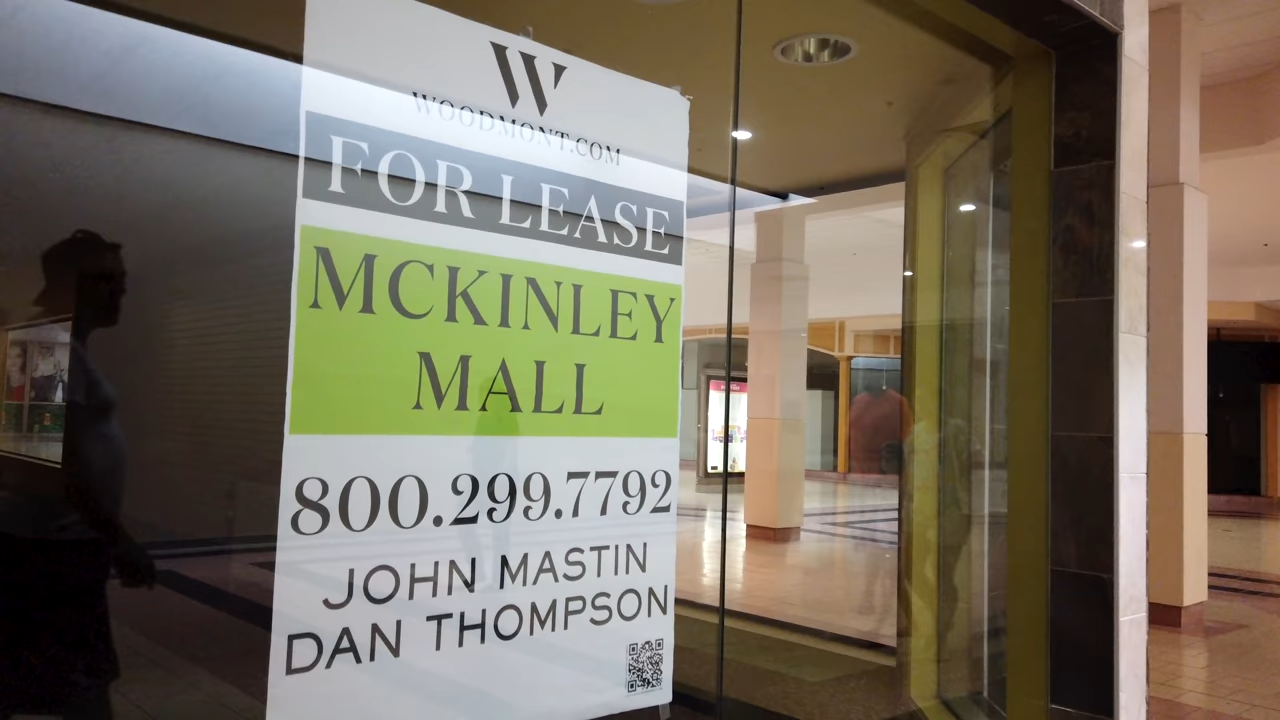 W
WOODMONT.COM
FOR LEASE
MCKINLEY
MALL
800.299.7792
JOHN MASTIN
DAN THOMPSON